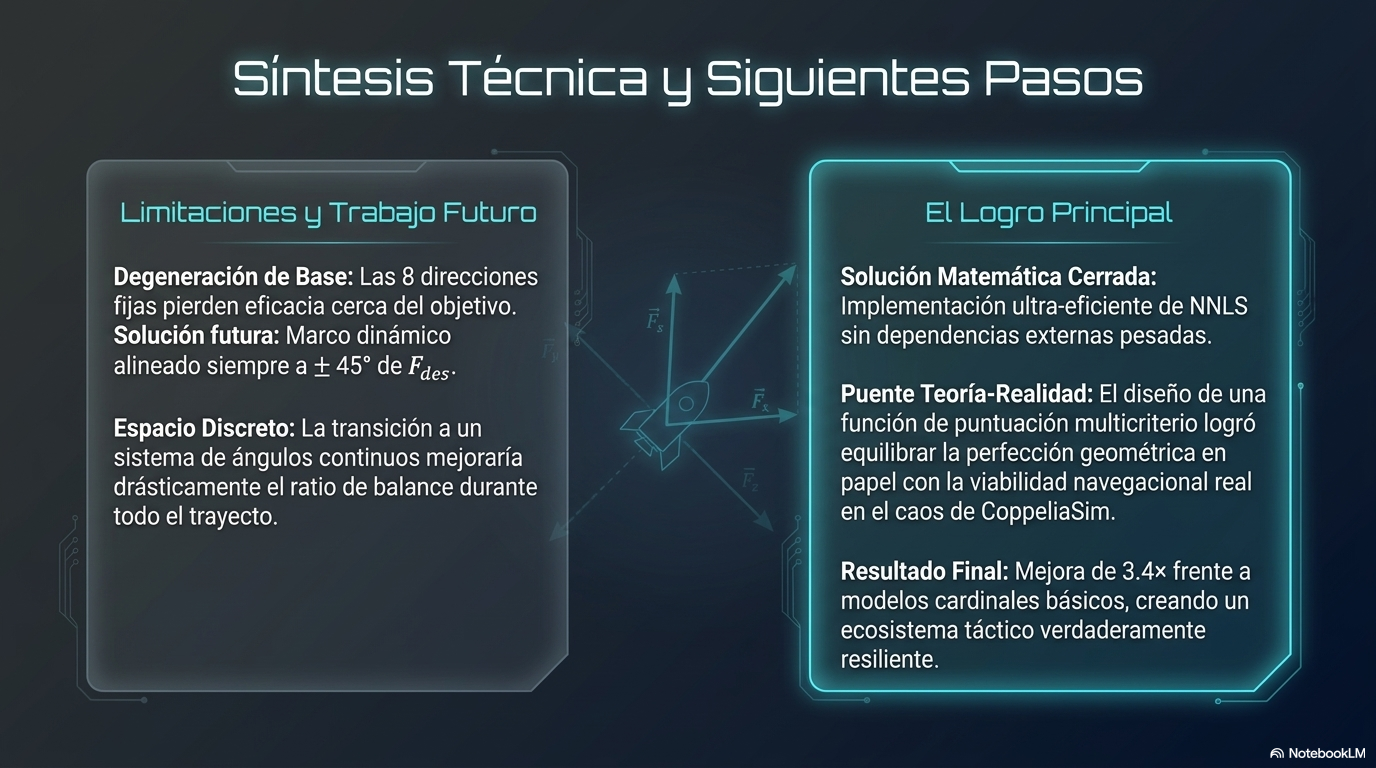 Síntesis Técnica y Siguientes Pasos
Limitaciones y Trabajo Futuro
Degeneración de Base: Las 8 direcciones
fijas pierden eficacia cerca del objetivo.
Solución futura: Marco dinámico
alineado siempre a ± 45° de F_des.
Espacio Discreto: La transición a un
sistema de ángulos continuos mejoraría
drásticamente el ratio de balance durante
todo el trayecto.
F⃗s
F⃗x
F⃗z
El Logro Principal
Solución Matemática Cerrada:
Implementación ultra-eficiente de NNLS
sin dependencias externas pesadas.
Puente Teoría-Realidad: El diseño de una
función de puntuación multicriterio logró
equilibrar la perfección geométrica en
papel con la viabilidad navegacional real
en el caos de CoppeliaSim.
Resultado Final: Mejora de 3.4× frente a
modelos cardinales básicos, creando un
ecosistema táctico verdaderamente
resiliente.
NotebookLM